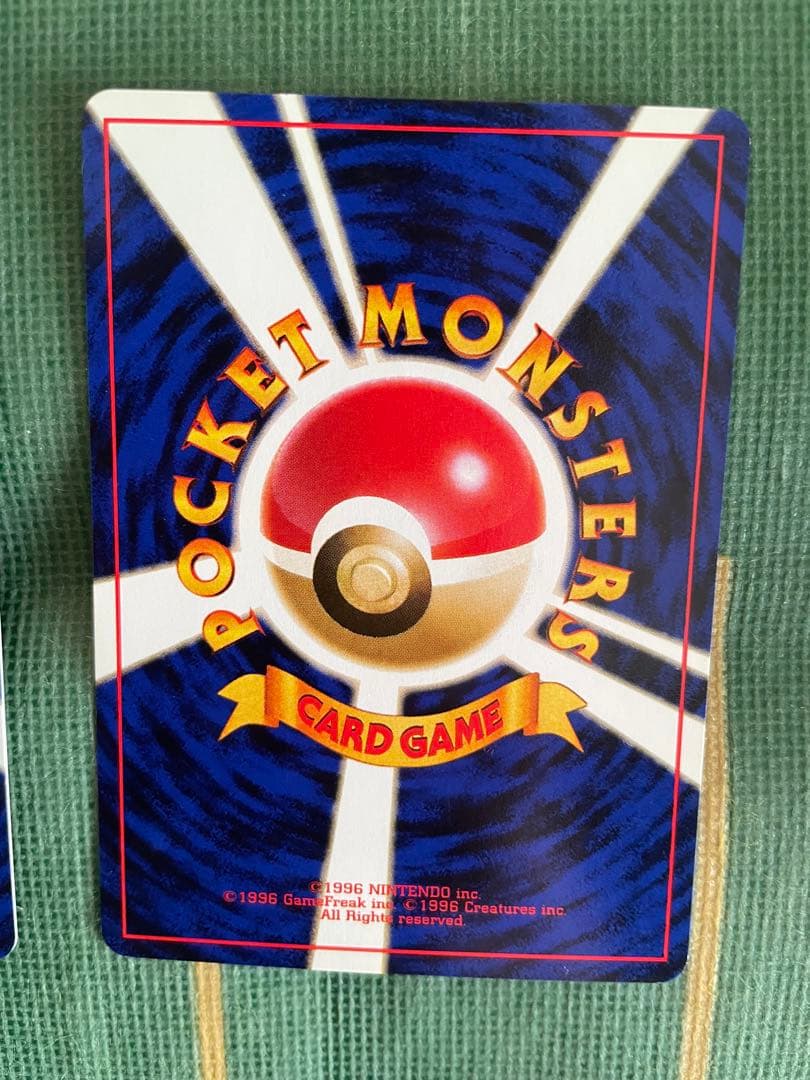 POCKET MONSTERS
CARD GAME
©1996 NINTENDO inc.
©1996 GameFreak inc. ©1996 Creatures inc.
All Rights reserved.